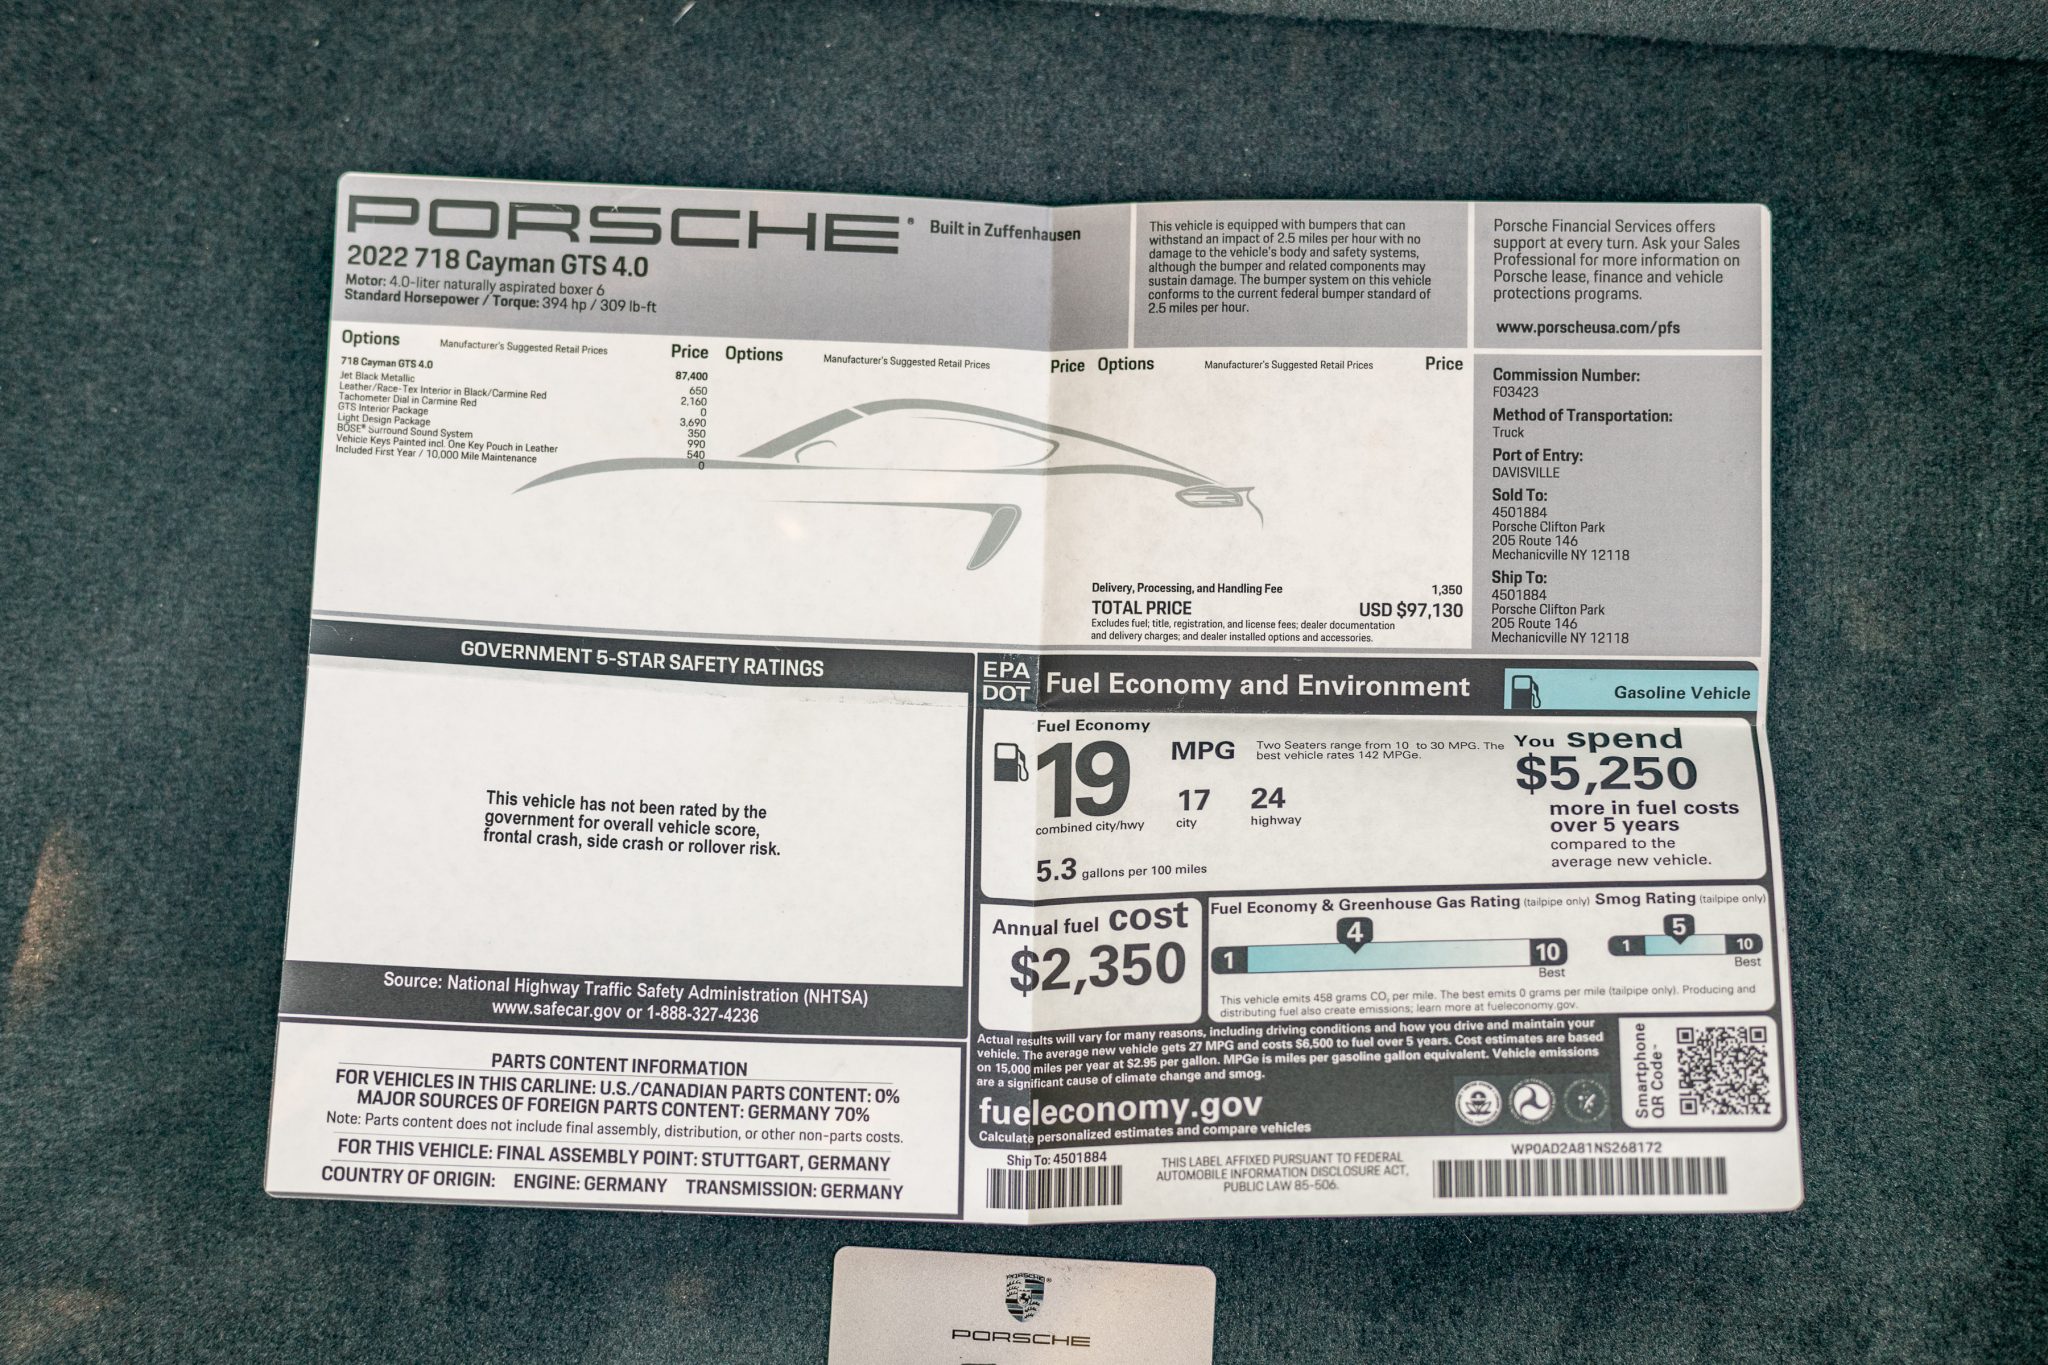 PORSCHE® Built in Zuffenhausen
2022 718 Cayman GTS 4.0
Motor: 4.0-liter naturally aspirated boxer 6
Standard Horsepower / Torque: 394 hp / 309 lb-ft
This vehicle is equipped with bumpers that can
withstand an impact of 2.5 miles per hour with no
damage to the vehicle's body and safety systems,
although the bumper and related components may
sustain damage. The bumper system on this vehicle
conforms to the current federal bumper standard of
2.5 miles per hour.
Porsche Financial Services offers
support at every turn. Ask your Sales
Professional for more information on
Porsche lease, finance and vehicle
protections programs.
www.porscheusa.com/pfs
Options Manufacturer's Suggested Retail Prices Price Options Manufacturer's Suggested Retail Prices Price Options Manufacturer's Suggested Retail Prices Price
718 Cayman GTS 4.0 87,400
Jet Black Metallic 650
Leather/Race-Tex Interior in Black/Carmine Red 2,160
Tachometer Dial in Carmine Red 0
GTS Interior Package 3,690
Light Design Package 350
BOSE® Surround Sound System 990
Vehicle Keys Painted incl. One Key Pouch in Leather 540
Included First Year / 10,000 Mile Maintenance 0
Delivery, Processing, and Handling Fee 1,350
TOTAL PRICE USD $97,130
Excludes fuel; title, registration, and license fees; dealer documentation
and delivery charges; and dealer installed options and accessories.
Commission Number:
F03423
Method of Transportation:
Truck
Port of Entry:
DAVISVILLE
Sold To:
4501884
Porsche Clifton Park
205 Route 146
Mechanicville NY 12118
Ship To:
4501884
Porsche Clifton Park
205 Route 146
Mechanicville NY 12118
GOVERNMENT 5-STAR SAFETY RATINGS
This vehicle has not been rated by the
government for overall vehicle score,
frontal crash, side crash or rollover risk.
Source: National Highway Traffic Safety Administration (NHTSA)
www.safecar.gov or 1-888-327-4236
PARTS CONTENT INFORMATION
FOR VEHICLES IN THIS CARLINE: U.S./CANADIAN PARTS CONTENT: 0%
MAJOR SOURCES OF FOREIGN PARTS CONTENT: GERMANY 70%
Note: Parts content does not include final assembly, distribution, or other non-parts costs.
FOR THIS VEHICLE: FINAL ASSEMBLY POINT: STUTTGART, GERMANY
COUNTRY OF ORIGIN: ENGINE: GERMANY TRANSMISSION: GERMANY
EPA
DOT
Fuel Economy and Environment
Gasoline Vehicle
Fuel Economy
19
combined city/hwy
MPG
17
city
24
highway
Two Seaters range from 10 to 30 MPG. The
best vehicle rates 142 MPGe.
5.3 gallons per 100 miles
You spend
$5,250
more in fuel costs
over 5 years
compared to the
average new vehicle.
Annual fuel cost
$2,350
Fuel Economy & Greenhouse Gas Rating (tailpipe only)
1 4 10
Best
Smog Rating (tailpipe only)
1 5 10
Best
This vehicle emits 458 grams CO2 per mile. The best emits 0 grams per mile (tailpipe only). Producing and
distributing fuel also create emissions; learn more at fueleconomy.gov.
Actual results will vary for many reasons, including driving conditions and how you drive and maintain your
vehicle. The average new vehicle gets 27 MPG and costs $6,500 to fuel over 5 years. Cost estimates are based
on 15,000 miles per year at $2.95 per gallon. MPGe is miles per gasoline gallon equivalent. Vehicle emissions
are a significant cause of climate change and smog.
fueleconomy.gov
Calculate personalized estimates and compare vehicles
Smartphone
QR Code™
Ship To: 4501884
THIS LABEL AFFIXED PURSUANT TO FEDERAL
AUTOMOBILE INFORMATION DISCLOSURE ACT,
PUBLIC LAW 85-506.
WP0AD2A81NS268172
PORSCHE
PORSCHE